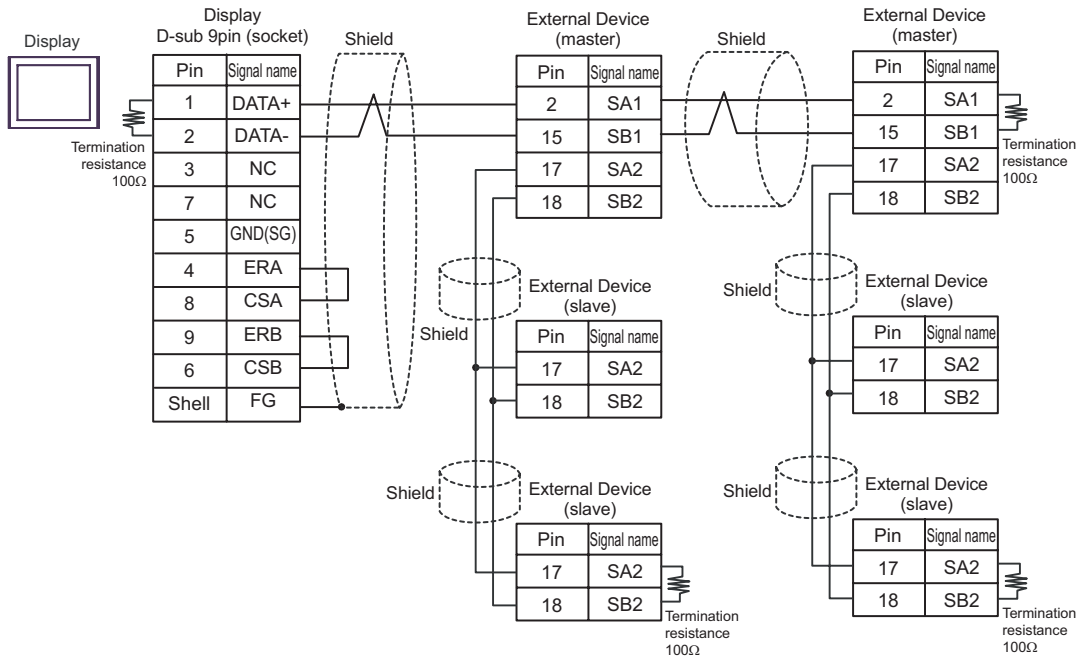 Display
Display
D-sub 9pin (socket)
Pin Signal name
1 DATA+
2 DATA-
3 NC
7 NC
5 GND(SG)
4 ERA
8 CSA
9 ERB
6 CSB
Shell FG
Termination
resistance
100Ω
Shield
External Device
(master)
Pin Signal name
2 SA1
15 SB1
17 SA2
18 SB2
Shield
External Device
(master)
Pin Signal name
2 SA1
15 SB1
17 SA2
18 SB2
Termination
resistance
100Ω
Shield
External Device
(slave)
Pin Signal name
17 SA2
18 SB2
Shield
External Device
(slave)
Pin Signal name
17 SA2
18 SB2
Shield
External Device
(slave)
Pin Signal name
17 SA2
18 SB2
Termination
resistance
100Ω
Shield
External Device
(slave)
Pin Signal name
17 SA2
18 SB2
Termination
resistance
100Ω